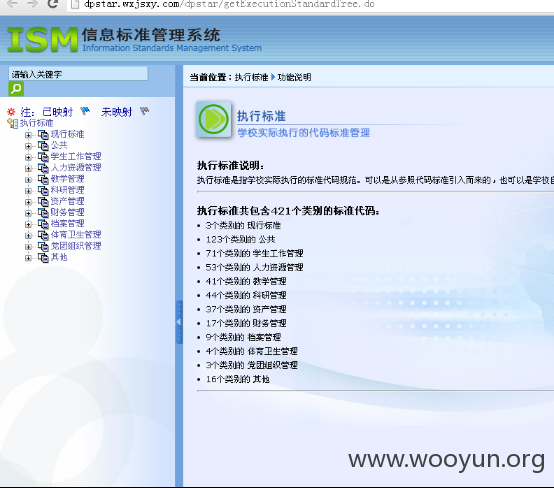 dpstar.wxjsxy.com/dpstar/getExecutionStandardTree.do
ISM 信息标准管理系统
Information Standards Management System
请输入关键字
注: 已映射 未映射
执行标准
现行标准
公共
学生工作管理
人力资源管理
教学管理
科研管理
资产管理
财务管理
档案管理
体育卫生管理
党团组织管理
其他
当前位置: 执行标准 功能说明
执行标准
学校实际执行的代码标准管理
执行标准说明:
执行标准是指学校实际执行的标准代码规范。可以是从参照代码标准引入而来的，也可以是学校自
执行标准共包含421个类别的标准代码:
• 3个类别的 现行标准
• 123个类别的 公共
• 71个类别的 学生工作管理
• 53个类别的 人力资源管理
• 41个类别的 教学管理
• 44个类别的 科研管理
• 37个类别的 资产管理
• 17个类别的 财务管理
• 9个类别的 档案管理
• 4个类别的 体育卫生管理
• 3个类别的 党团组织管理
• 16个类别的 其他
www.wooyun.org